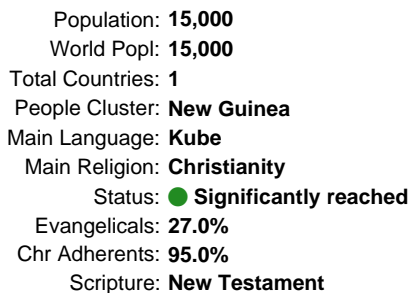 Population: 15,000
World Popl: 15,000
Total Countries: 1
People Cluster: New Guinea
Main Language: Kube
Main Religion: Christianity
Status: Significantly reached
Evangelicals: 27.0%
Chr Adherents: 95.0%
Scripture: New Testament